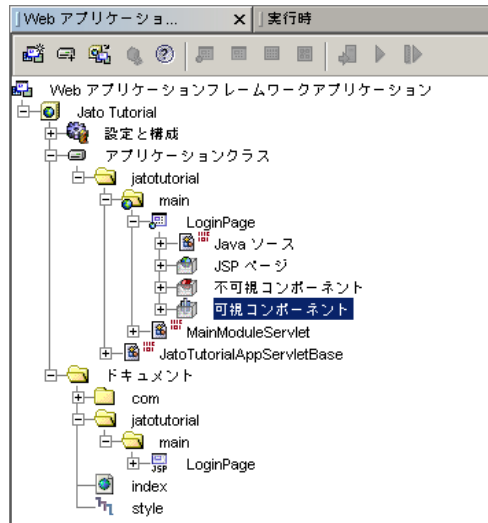 Web アプリケーショ...
実行時
Web アプリケーションフレームワークアプリケーション
Jato Tutorial
設定と構成
アプリケーションクラス
jatotutorial
main
LoginPage
Java ソース
JSP ページ
不可視コンポーネント
可視コンポーネント
MainModuleServlet
JatoTutorialAppServletBase
ドキュメント
com
jatotutorial
main
JSP LoginPage
index
style